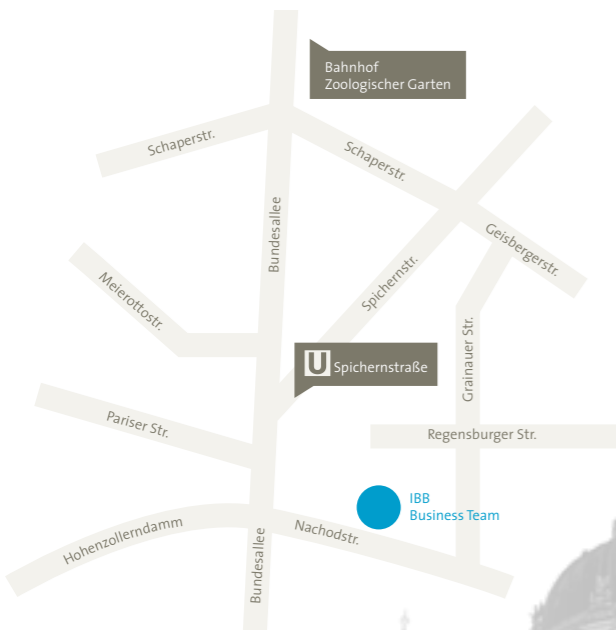 Bahnhof
Zoologischer Garten
Schaperstr.
Schaperstr.
Bundesallee
Geisbergerstr.
Spichernstr.
Meierottostr.
Grainauer Str.
U Spichernstraße
Pariser Str.
Regensburger Str.
IBB
Business Team
Hohenzollerndamm
Nachodstr.
Bundesallee